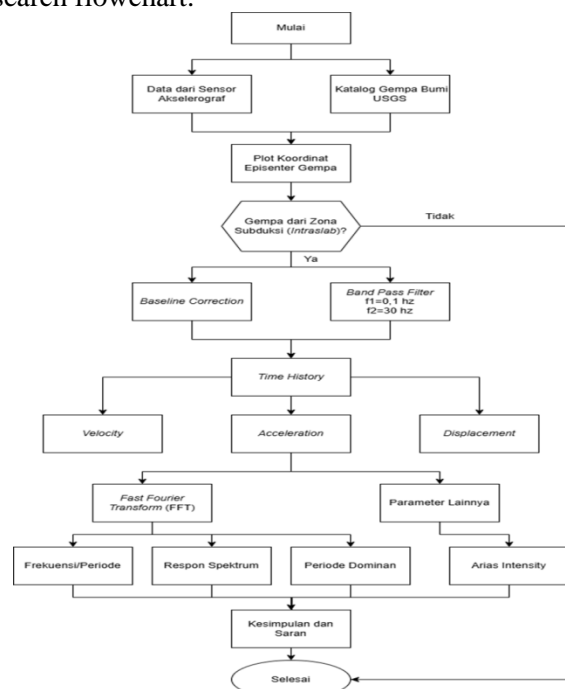 search flowchart.
Mulai
Data dari Sensor
Akselerograf
Katalog Gempa Bumi
USGS
Plot Koordinat
Episenter Gempa
Gempa dari Zona
Subduksi (Intraslab)?
Tidak
Ya
Baseline Correction
Band Pass Filter
f1=0,1 hz
f2=30 hz
Time History
Velocity
Acceleration
Displacement
Fast Fourier
Transform (FFT)
Parameter Lainnya
Frekuensi/Periode
Respon Spektrum
Periode Dominan
Arias Intensity
Kesimpulan dan
Saran
Selesai